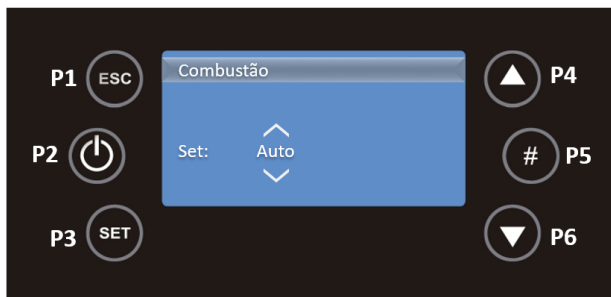 P1 ESC
Combustão
P4
P2
Set: Auto
# P5
P3 SET
P6